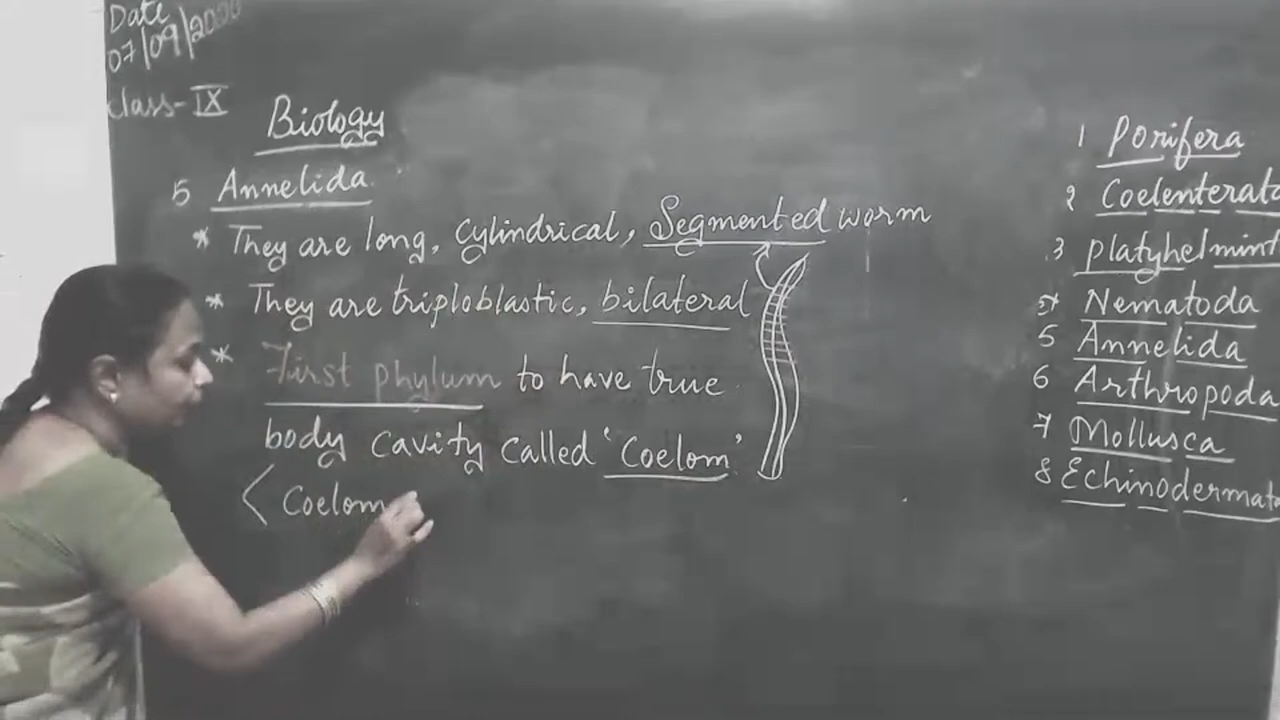 Date
07/09/2020
class-IX
Biology
5 Annelida
* They are long, cylindrical, Segmented worm
* They are triploblastic, bilateral
* First phylum to have true
body cavity called 'Coelom'
< Coelom
1 Porifera
2 Coelenterata
3 Platyhelminth
Nematoda
5 Annelida
6 Arthropoda
7 Mollusca
8 Echinodermata